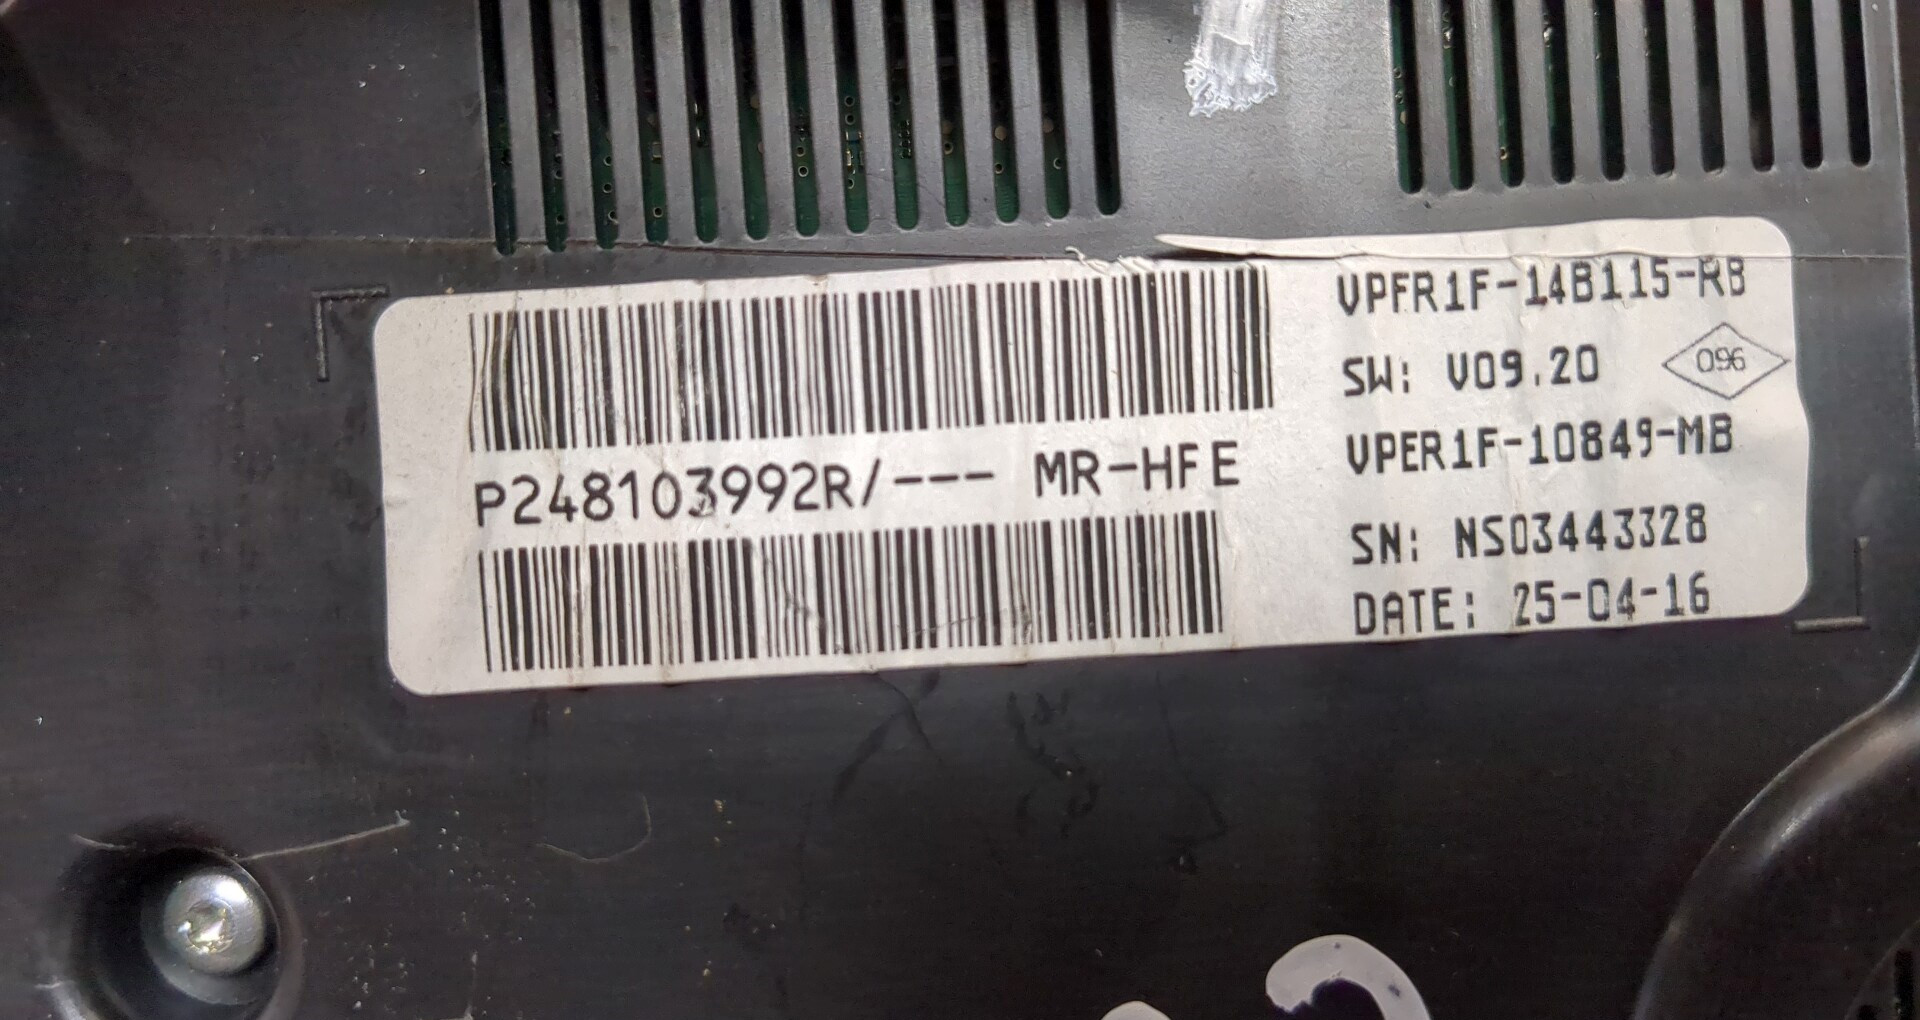 P248103992R/--- MR-HFE
VPFR1F-14B115-RB
SW: V09.20
096
VPER1F-10849-MB
SN: NS03443328
DATE: 25-04-16